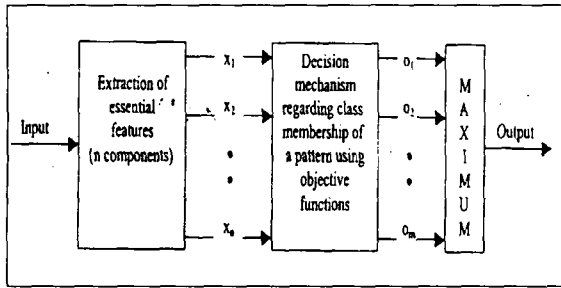 Input
Extraction of
essential
features
(n components)
X1
X2
Xn
Decision
mechanism
regarding class
membership of
a pattern using
objective
functions
O1
O2
Om
M
A
X
I
M
U
M
Output